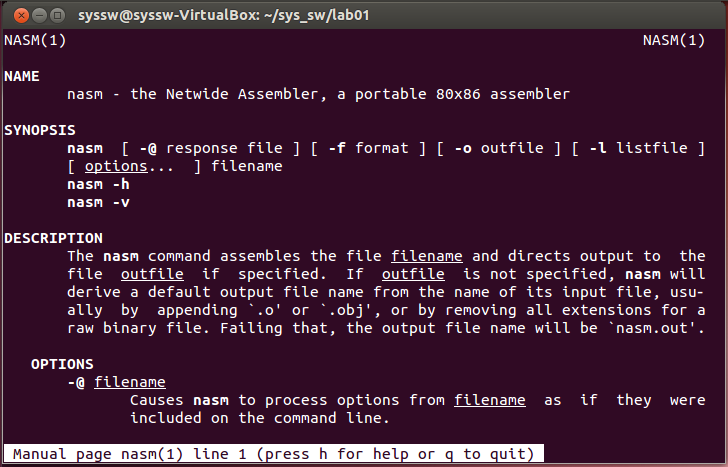 syssw@syssw-VirtualBox: ~/sys_sw/lab01
NASM(1) NASM(1)
NAME
nasm - the Netwide Assembler, a portable 80x86 assembler
SYNOPSIS
nasm [ -@ response file ] [ -f format ] [ -o outfile ] [ -l listfile ]
[ options... ] filename
nasm -h
nasm -v
DESCRIPTION
The nasm command assembles the file filename and directs output to the
file outfile if specified. If outfile is not specified, nasm will
derive a default output file name from the name of its input file, usu-
ally by appending `.o' or `.obj', or by removing all extensions for a
raw binary file. Failing that, the output file name will be `nasm.out'.
OPTIONS
-@ filename
Causes nasm to process options from filename as if they were
included on the command line.
Manual page nasm(1) line 1 (press h for help or q to quit)